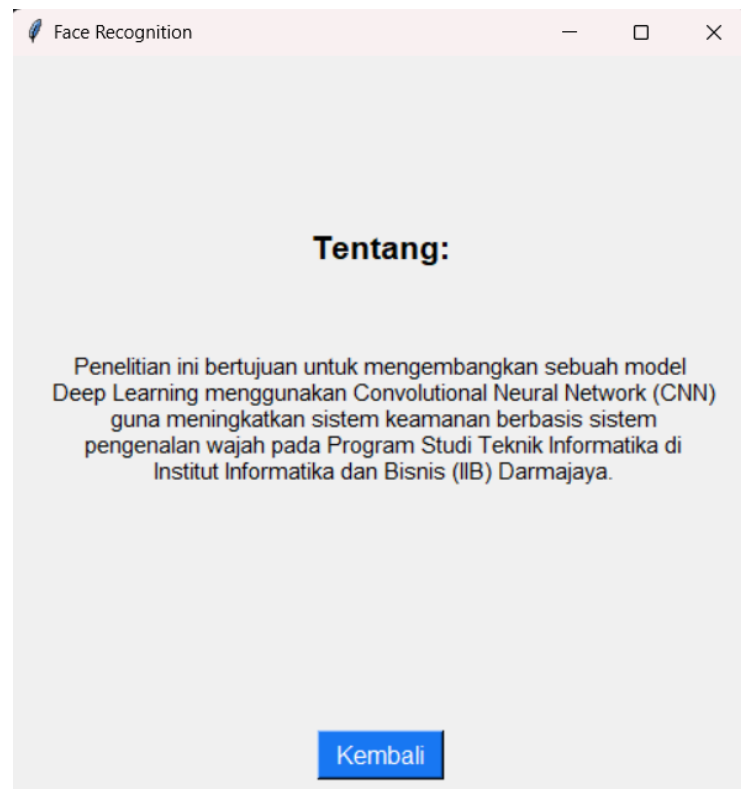 Face Recognition
Tentang:
Penelitian ini bertujuan untuk mengembangkan sebuah model
Deep Learning menggunakan Convolutional Neural Network (CNN)
guna meningkatkan sistem keamanan berbasis sistem
pengenalan wajah pada Program Studi Teknik Informatika di
Institut Informatika dan Bisnis (IIB) Darmajaya.
Kembali